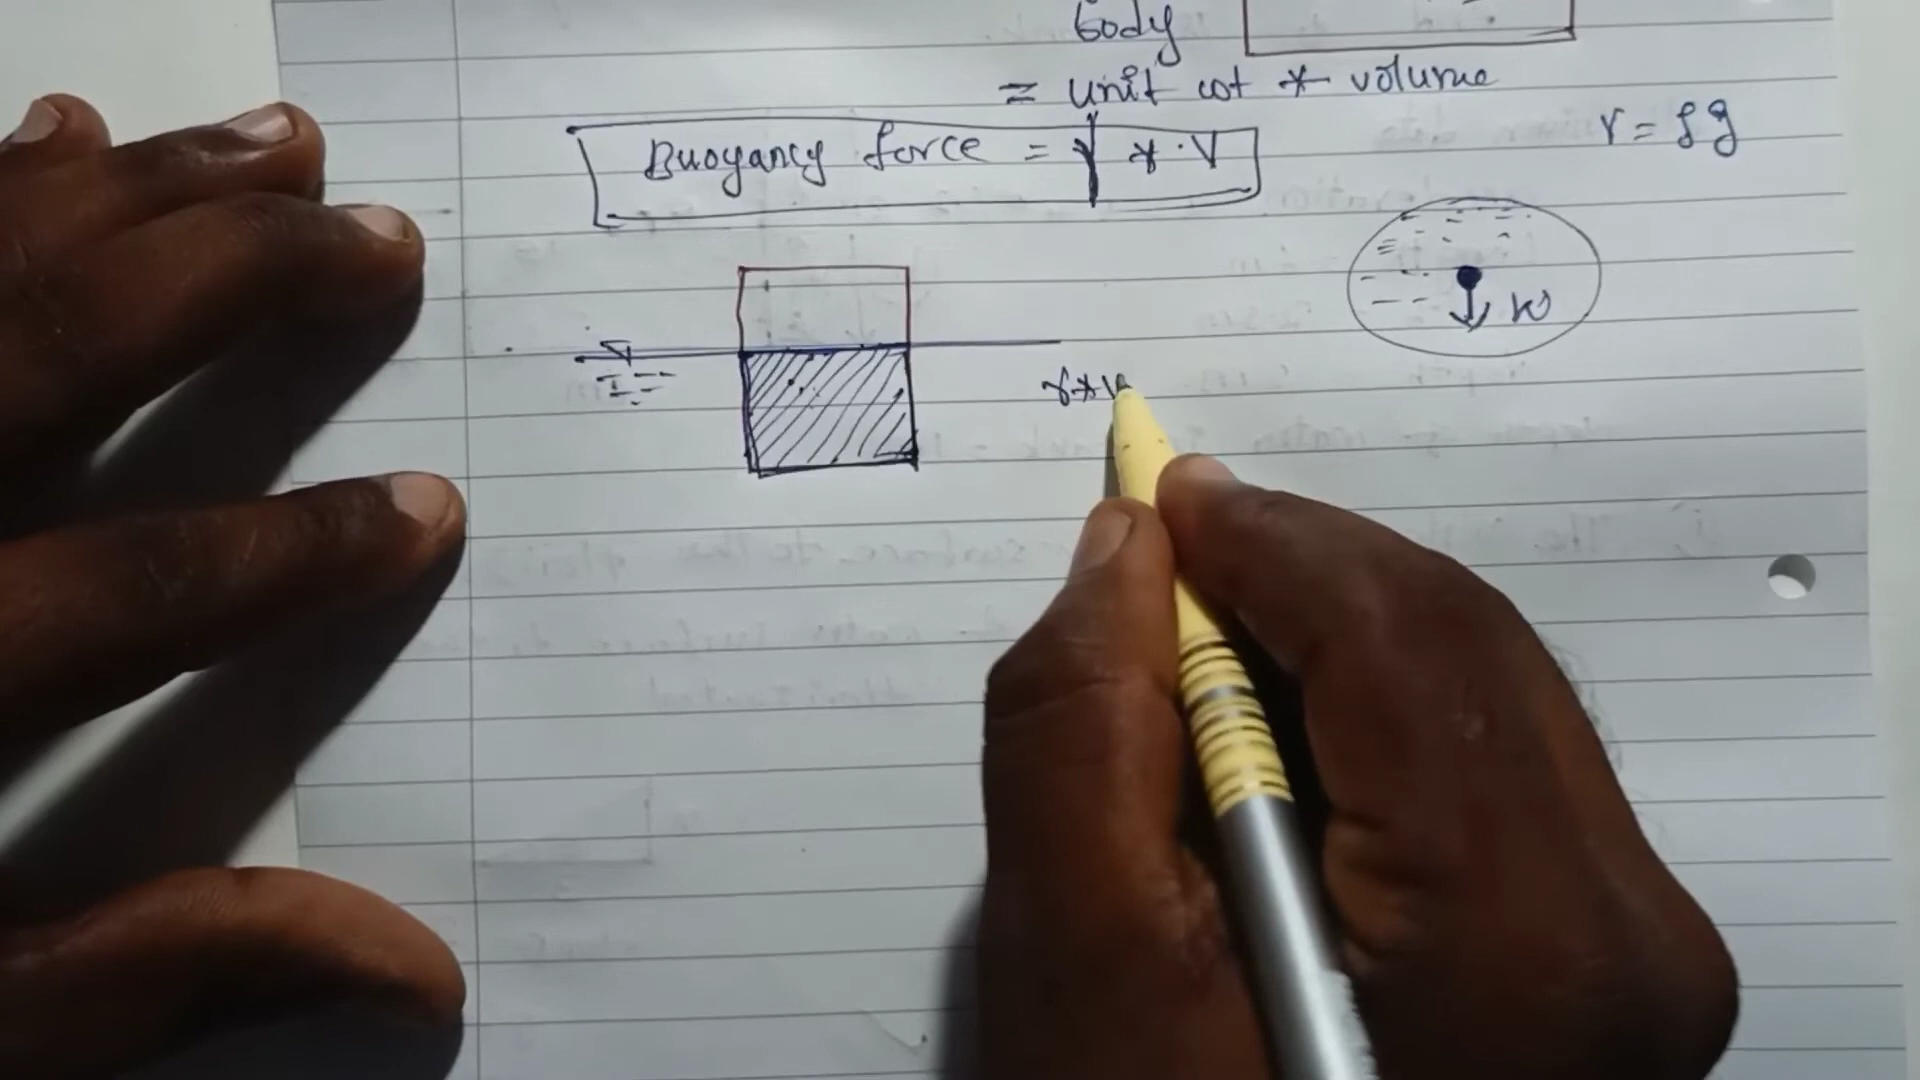 body
= unit wt * volume
Buoyancy force = γ * . V
γ = ρg
W
γ * V